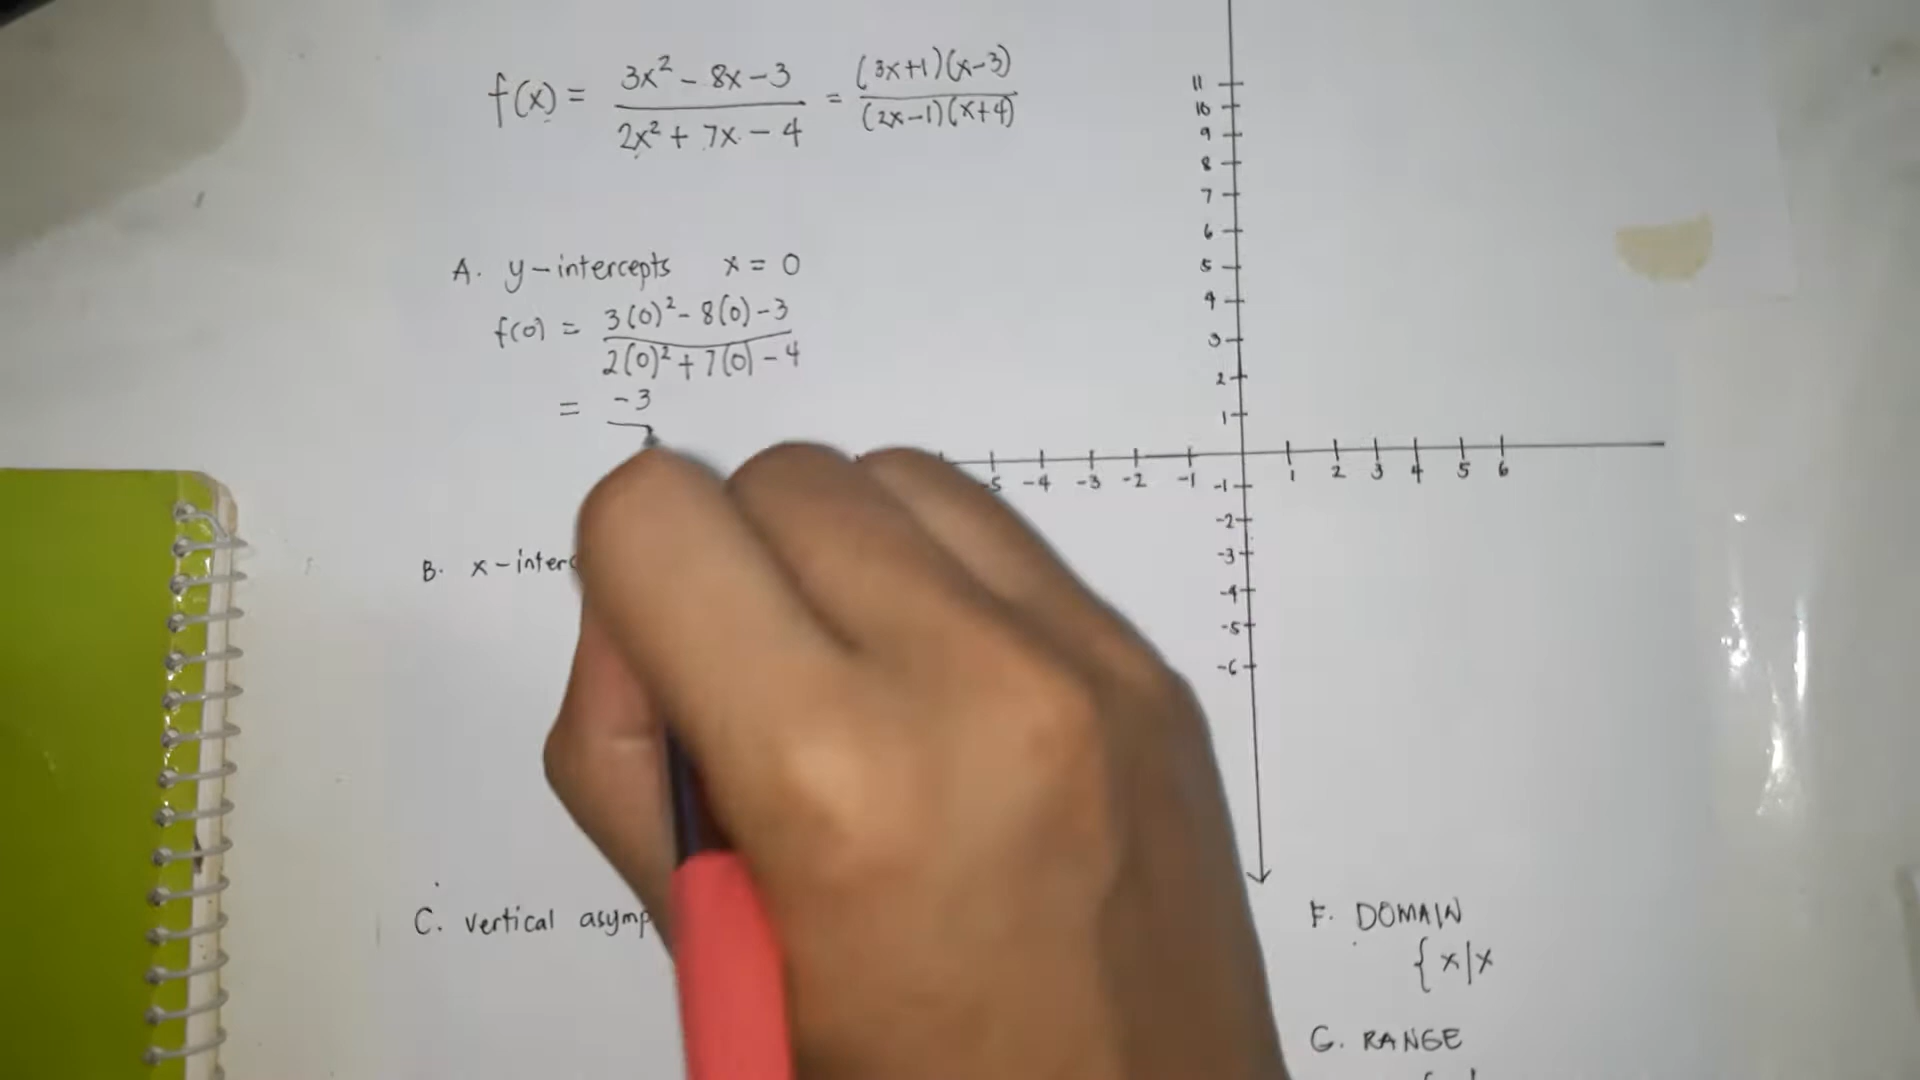 f(x) = 3x² - 8x - 3 / 2x² + 7x - 4 = (3x+1)(x-3) / (2x-1)(x+4)
A. y-intercepts x = 0
f(0) = 3(0)² - 8(0) - 3 / 2(0)² + 7(0) - 4
= -3
B. x-interc
C. vertical asymp
11
10
9
8
7
6
5
4
3
2
1
-5 -4 -3 -2 -1 1 2 3 4 5 6
-1
-2
-3
-4
-5
-6
F. DOMAIN
{x|x
G. RANGE